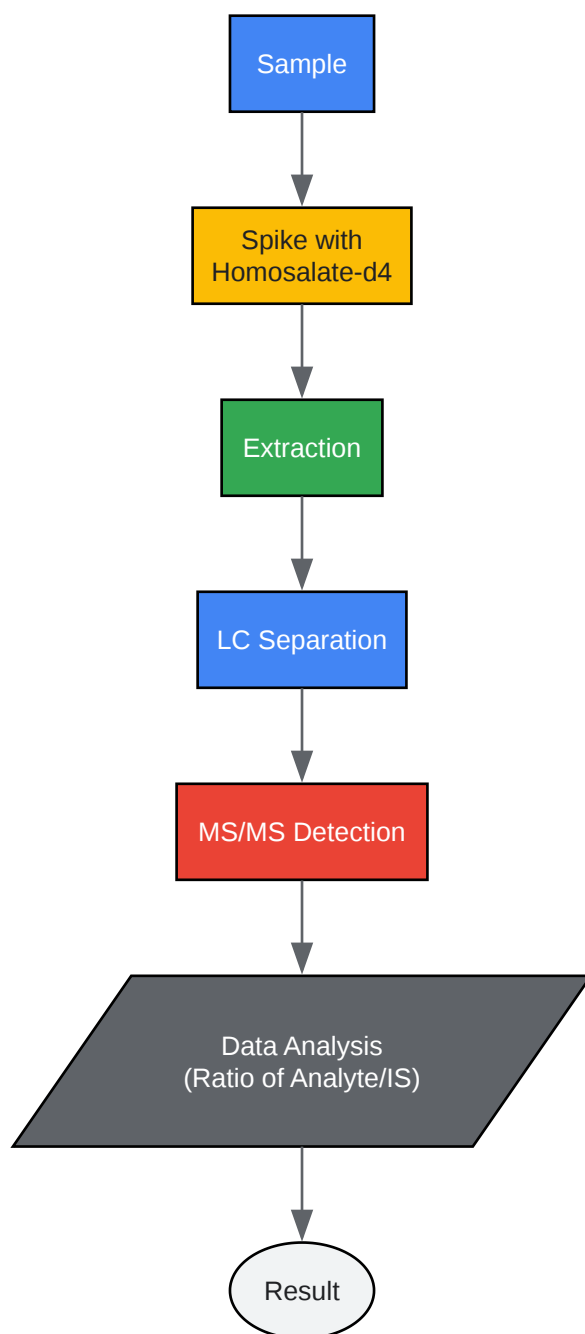 Sample
Spike with
Homosalate-d4
Extraction
LC Separation
MS/MS Detection
Data Analysis
(Ratio of Analyte/IS)
Result